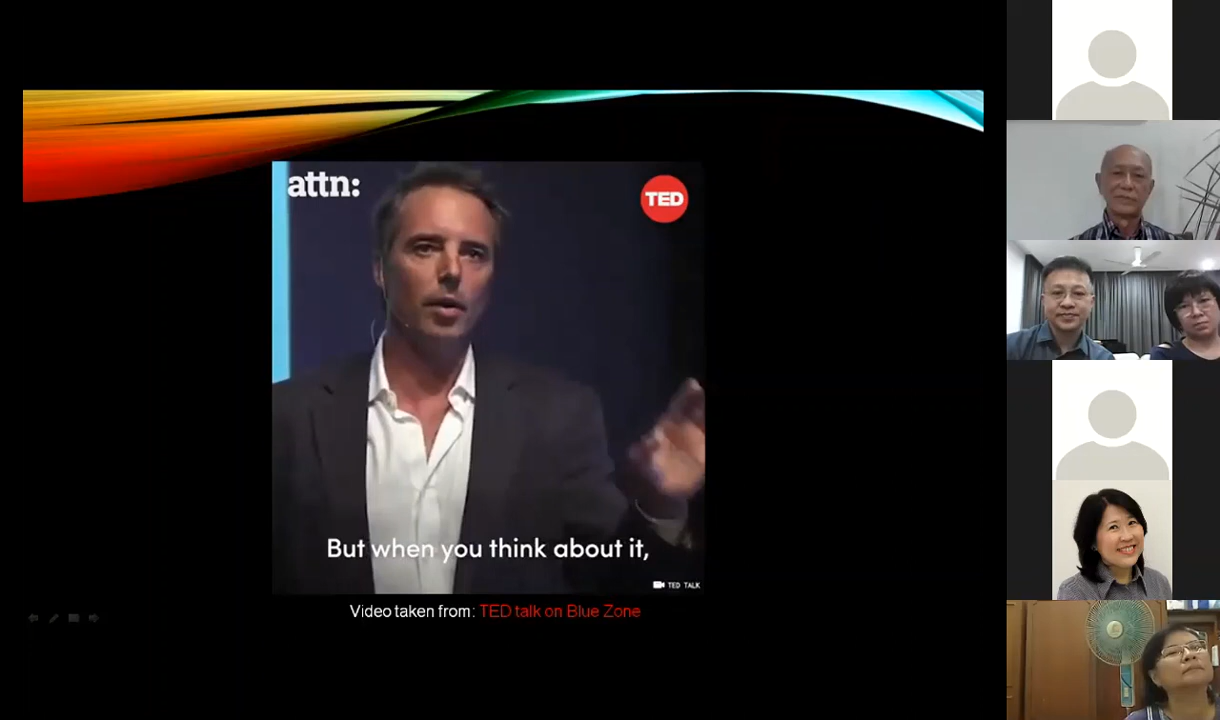 attn:
TED
But when you think about it,
TED TALK
Video taken from: TED talk on Blue Zone